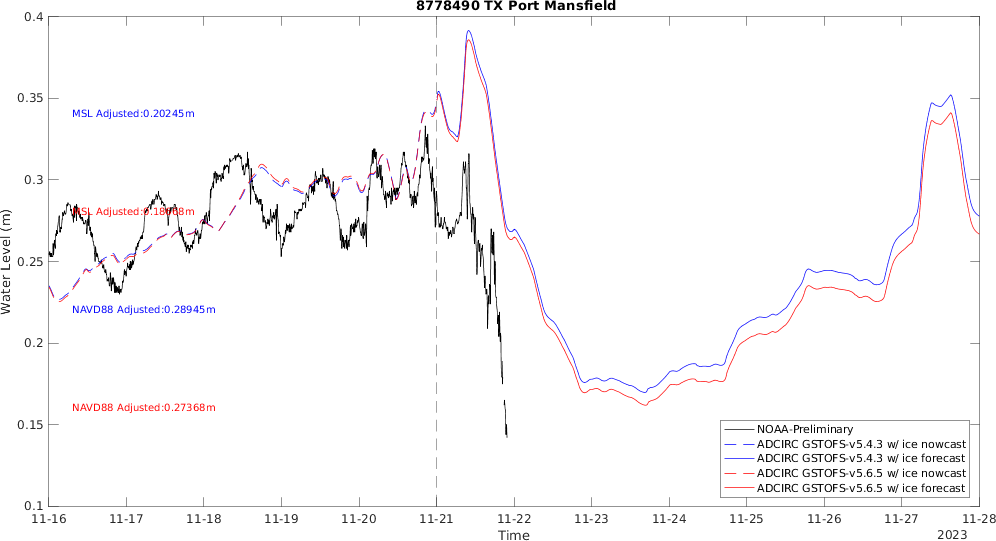 8778490 TX Port Mansfield
0.4
0.35
0.3
0.25
0.2
0.15
0.1
Water Level (m)
MSL Adjusted:0.20245m
NAVD88 Adjusted:0.28945m
NAVD88 Adjusted:0.27368m
NOAA-Preliminary
ADCIRC GSTOFS-v5.4.3 w/ ice nowcast
ADCIRC GSTOFS-v5.4.3 w/ ice forecast
ADCIRC GSTOFS-v5.6.5 w/ ice nowcast
ADCIRC GSTOFS-v5.6.5 w/ ice forecast
11-16
11-17
11-18
11-19
11-20
11-21
11-22
11-23
11-24
11-25
11-26
11-27
11-28
Time
2023